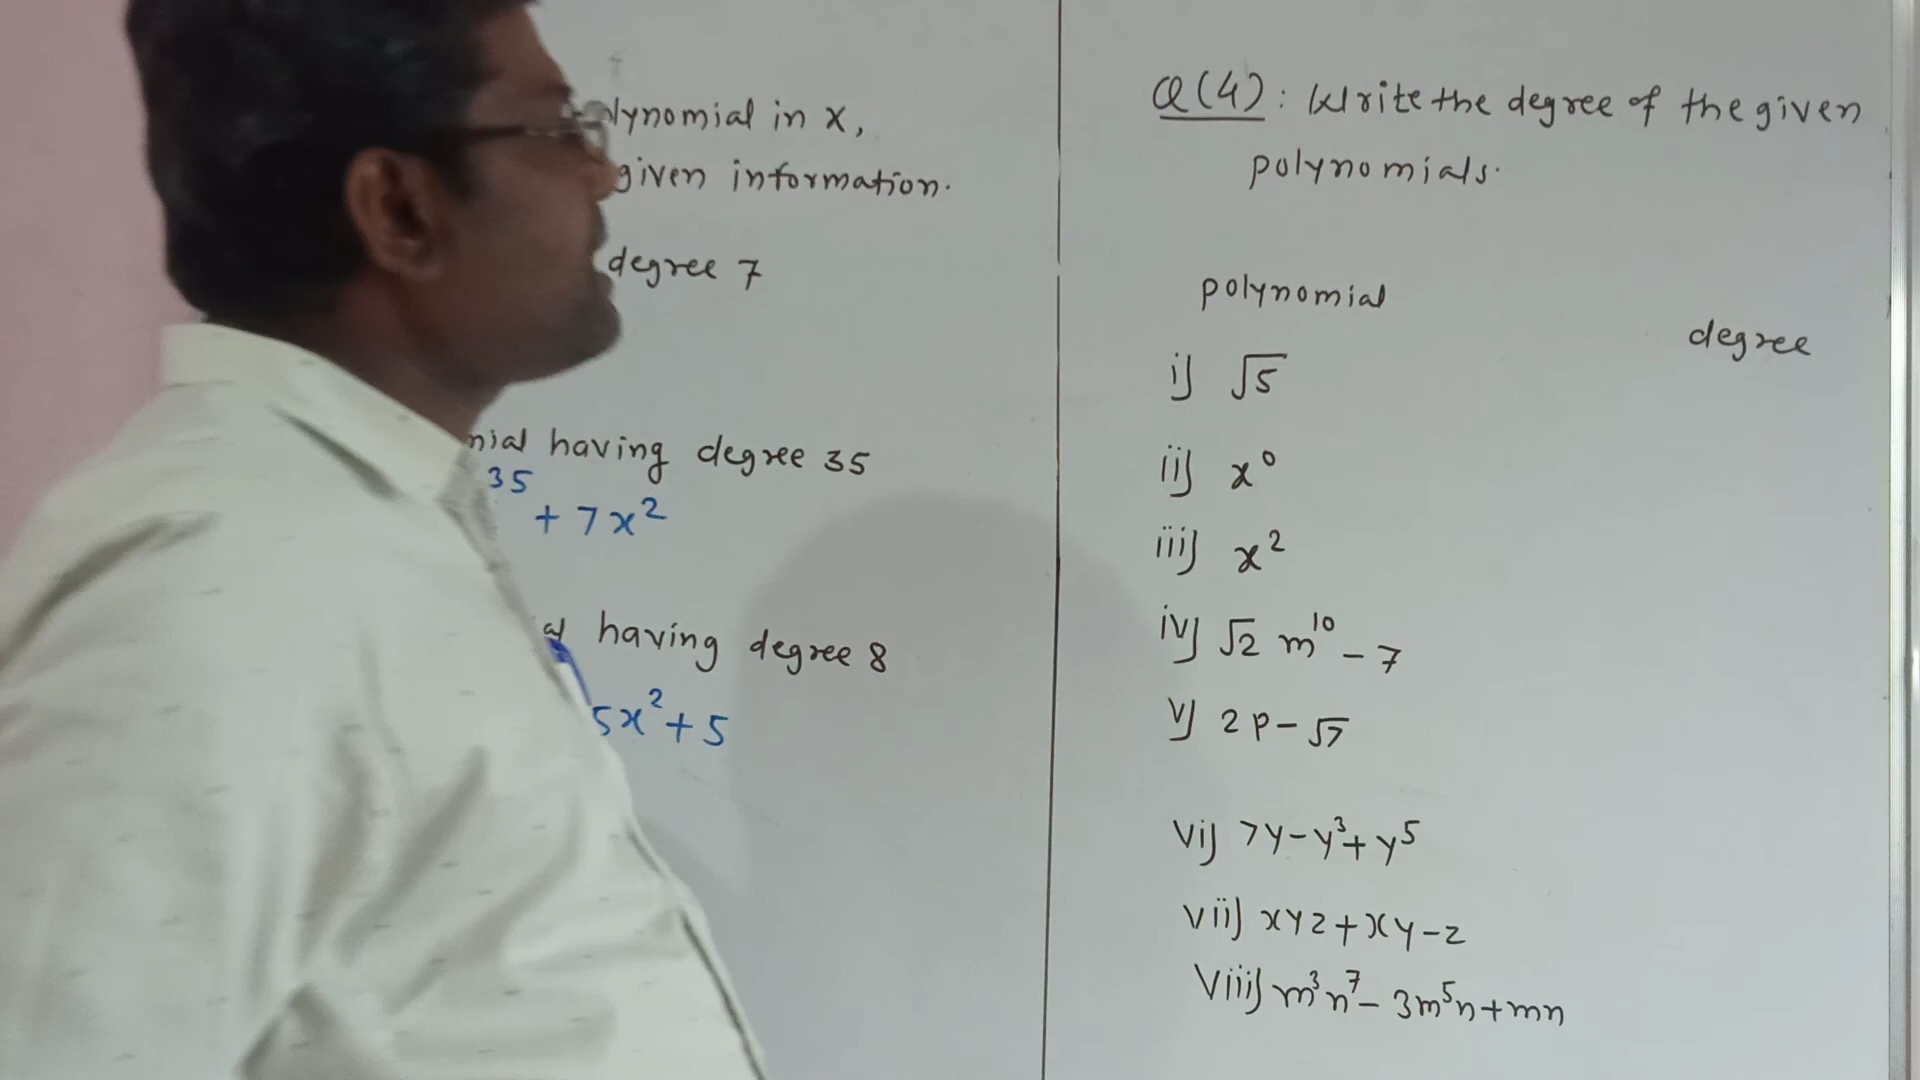 in x,
given information.
degree 7
having degree 35
35
+ 7x²
having degree 8
5x² + 5
Q(4): Write the degree of the given
polynomials.
polynomial
degree
i) √5
ii) x⁰
iii) x²
iv) √2 m¹⁰ - 7
v) 2p - √7
vi) 7y - y³ + y⁵
vii) xyz + xy - z
viii) m³n⁷ - 3m⁵n + mn